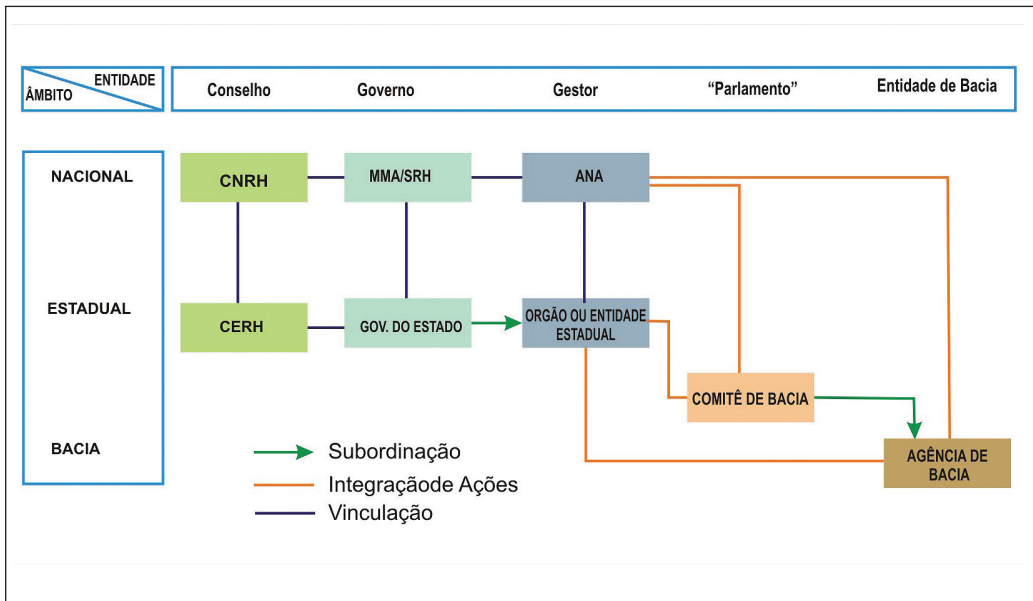 ENTIDADE
ÂMBITO
Conselho
Governo
Gestor
“Parlamento”
Entidade de Bacia
NACIONAL
CNRH
MMA/SRH
ANA
ESTADUAL
CERH
GOV. DO ESTADO
ORGÃO OU ENTIDADE
ESTADUAL
COMITÊ DE BACIA
BACIA
AGÊNCIA DE
BACIA
Subordinação
Integraçãode Ações
Vinculação